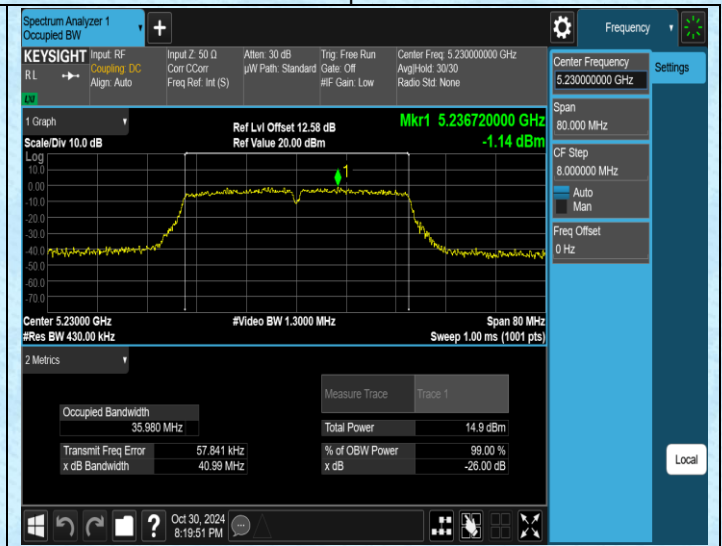 Spectrum Analyzer 1
Occupied BW
Frequency
KEYSIGHT
RL
LNI
Input: RF
Coupling: DC
Align: Auto
Input Z: 50 Ω
Corr CCorr
Freq Ref: Int (S)
Atten: 30 dB
µW Path: Standard
Trig: Free Run
Gate: Off
#IF Gain: Low
Center Freq: 5.230000000 GHz
Avg|Hold: 30/30
Radio Std: None
Center Frequency
5.230000000 GHz
Settings
Span
80.000 MHz
CF Step
8.000000 MHz
Auto
Man
Freq Offset
0 Hz
1 Graph
Scale/Div 10.0 dB
Ref Lvl Offset 12.58 dB
Ref Value 20.00 dBm
Mkr1 5.236720000 GHz
-1.14 dBm
Log
10.0
0.00
-10.0
-20.0
-30.0
-40.0
-50.0
-60.0
-70.0
1
Center 5.23000 GHz
#Res BW 430.00 kHz
#Video BW 1.3000 MHz
Span 80 MHz
Sweep 1.00 ms (1001 pts)
2 Metrics
Measure Trace
Trace 1
Occupied Bandwidth
35.980 MHz
Total Power
14.9 dBm
Transmit Freq Error
57.841 kHz
% of OBW Power
99.00 %
x dB Bandwidth
40.99 MHz
x dB
-26.00 dB
Local
?
Oct 30, 2024
8:19:51 PM